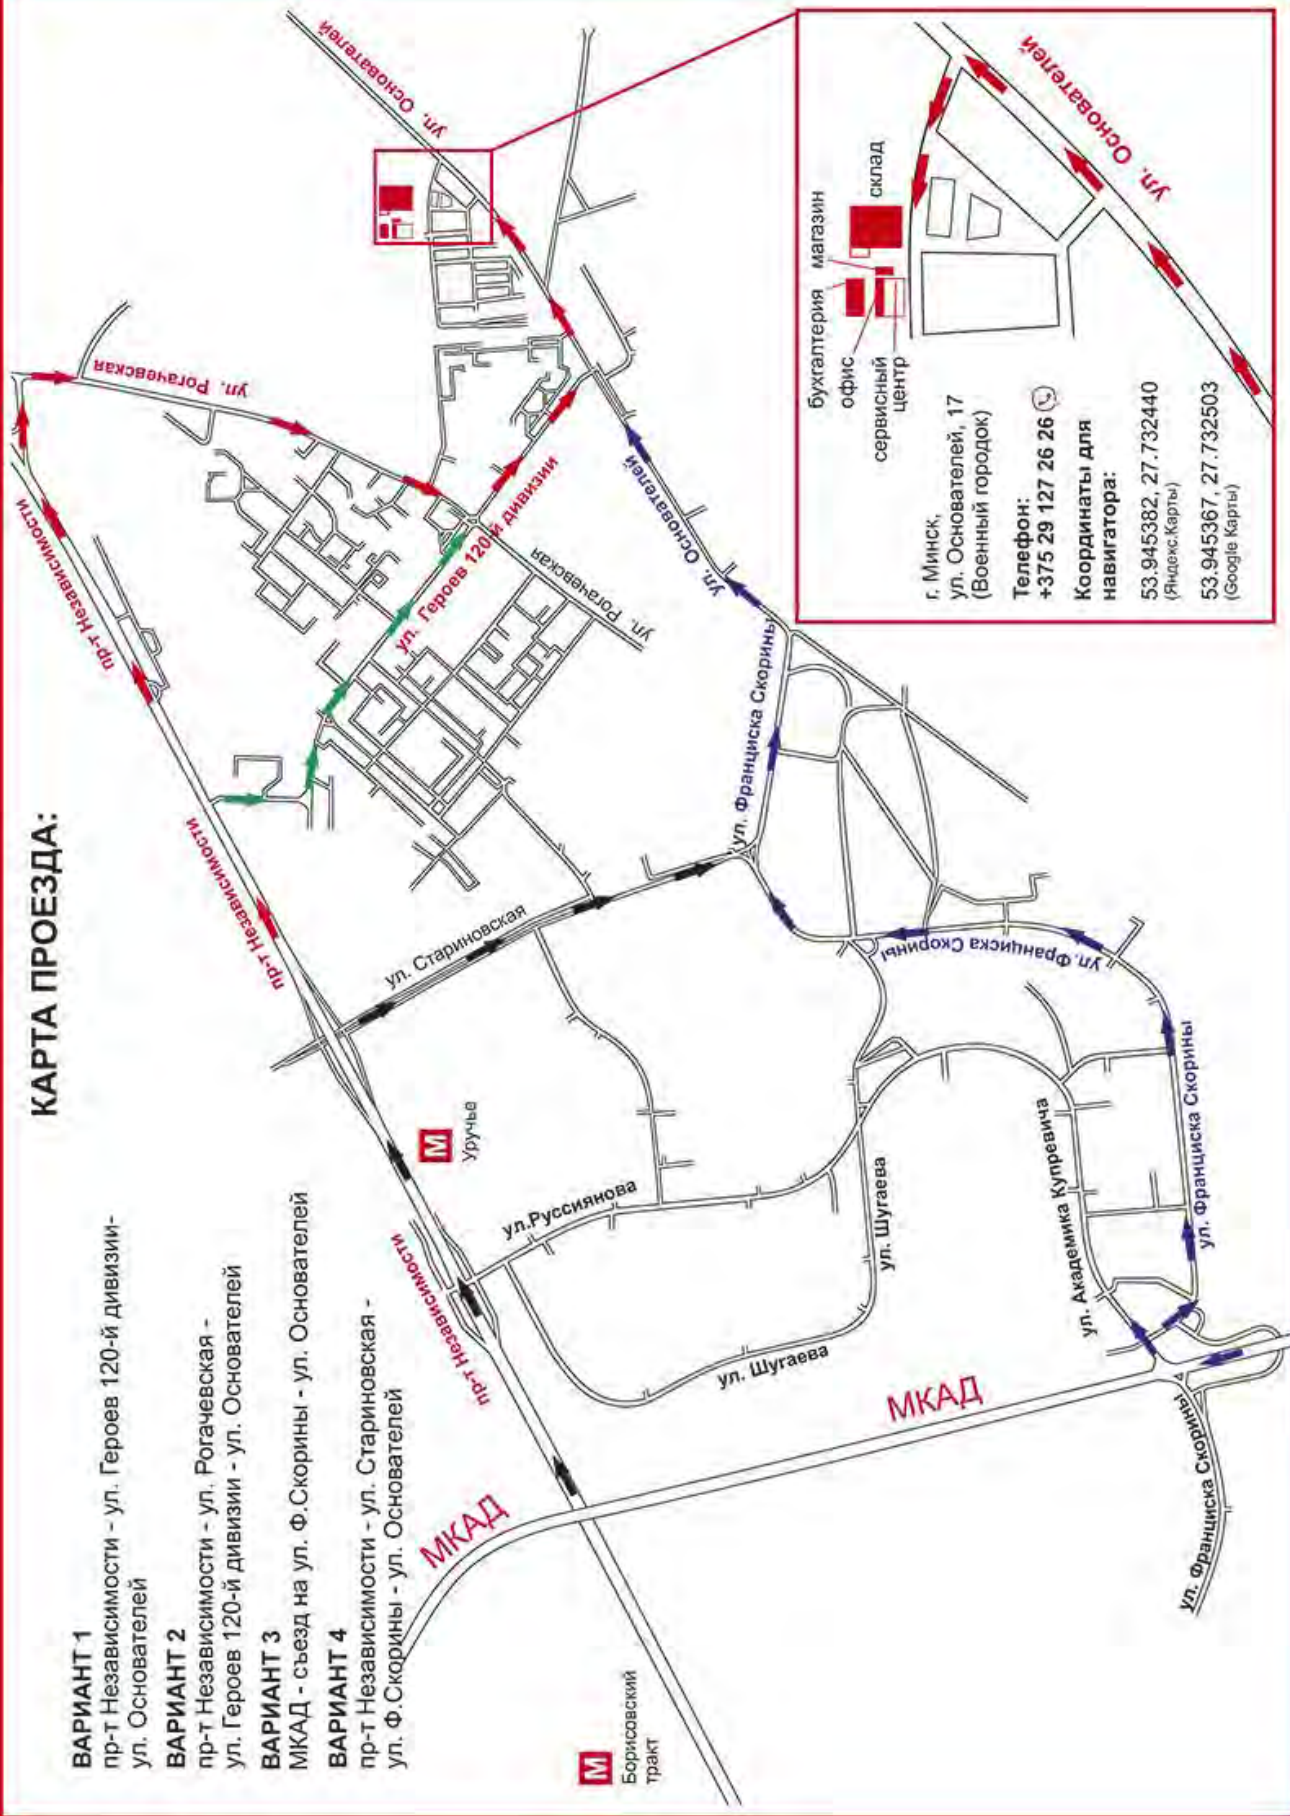 КАРТА ПРОЕЗДА:
ВАРИАНТ 1
пр-т Независимости - ул. Героев 120-й дивизии-
ул. Основателей
ВАРИАНТ 2
пр-т Независимости - ул. Рогачевская -
ул. Героев 120-й дивизии - ул. Основателей
ВАРИАНТ 3
МКАД - съезд на ул. Ф.Скорины - ул. Основателей
ВАРИАНТ 4
пр-т Независимости - ул. Стариновская -
ул. Ф.Скорины - ул. Основателей
М
Борисовский
тракт
МКАД
пр-т Независимости
М
Уручье
пр-т Независимости
пр-т Независимости
пр-т Независимости
ул. Рогачевская
ул. Основателей
ул. Героев 120-й дивизии
ул. Рогачевская
ул. Стариновская
ул.Руссиянова
ул. Шугаева
ул. Шугаева
МКАД
ул. Академика Купревича
ул. Франциска Скорины
ул. Франциска Скорины
ул. Франциска Скорины
ул. Франциска Скорины
ул. Основателей
бухгалтерия
магазин
офис
склад
сервисный
центр
ул. Основателей
ул. Основателей
г. Минск,
ул. Основателей, 17
(Военный городок)
Телефон:
+375 29 127 26 26
Координаты для
навигатора:
53.945382, 27.732440
(Яндекс.Карты)
53.945367, 27.732503
(Google Карты)